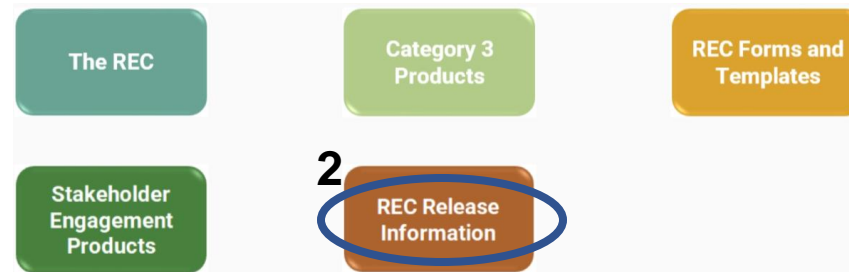 The REC
Category 3
Products
REC Forms and
Templates
Stakeholder
Engagement
Products
2
REC Release
Information